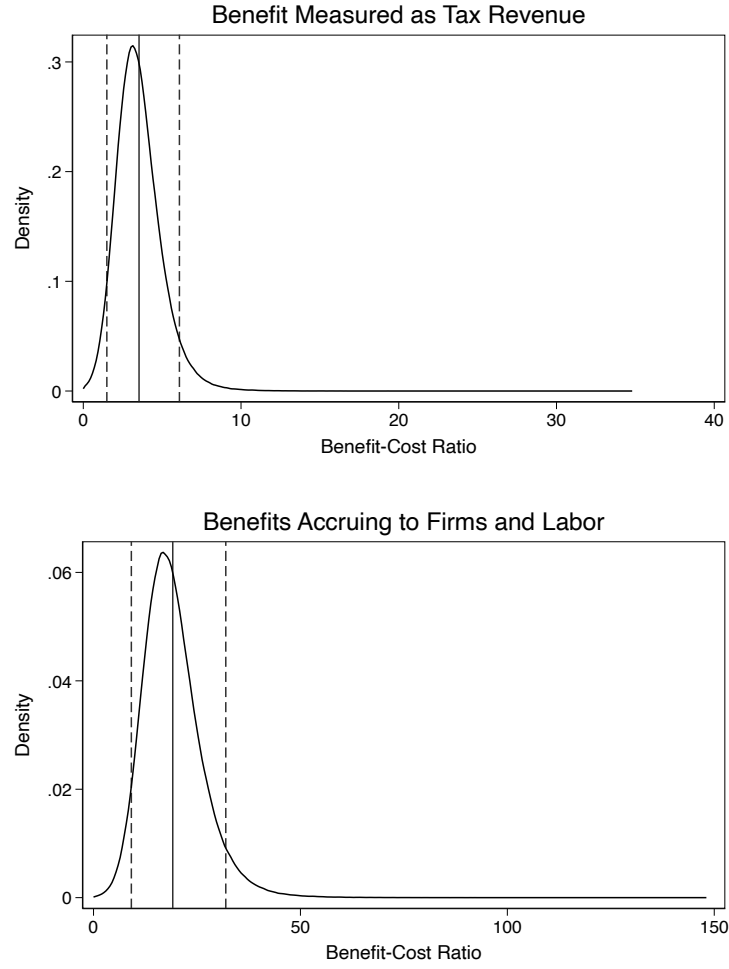 Benefit Measured as Tax Revenue
.3
.2
.1
0
Density
0 10 20 30 40
Benefit-Cost Ratio
Benefits Accruing to Firms and Labor
.06
.04
.02
0
Density
0 50 100 150
Benefit-Cost Ratio